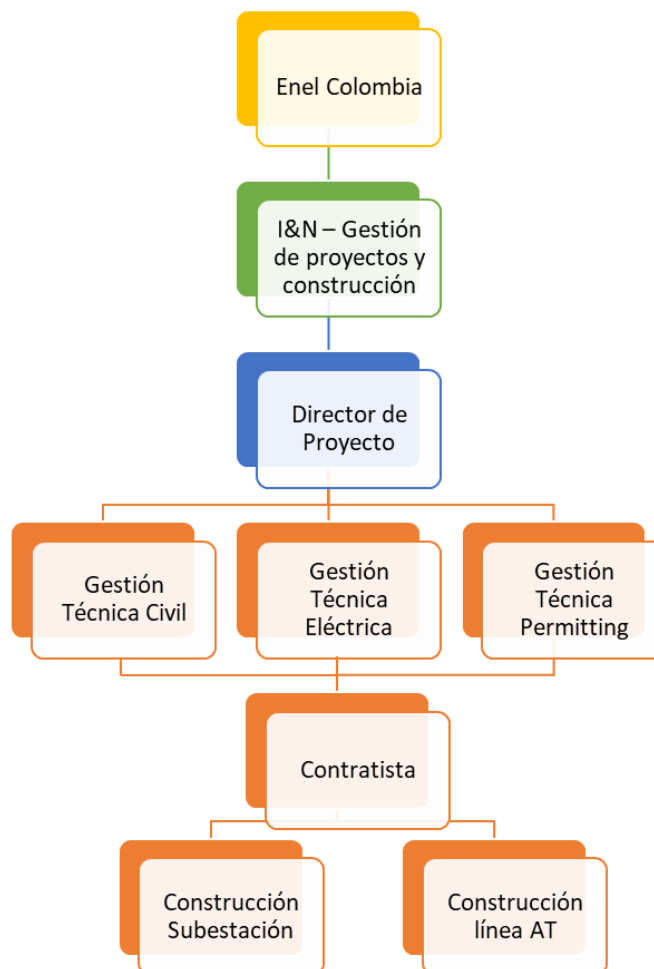 Enel Colombia
I&N – Gestión
de proyectos y
construcción
Director de
Proyecto
Gestión
Técnica Civil
Gestión
Técnica
Eléctrica
Gestión
Técnica
Permitting
Contratista
Construcción
Subestación
Construcción
línea AT